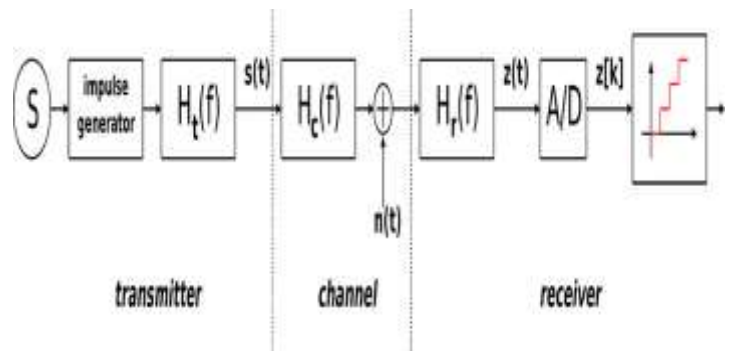 S
impulse
generator
Ht(f)
s(t)
Hc(f)
n(t)
Hr(f)
z(t)
A/D
z[k]
transmitter
channel
receiver